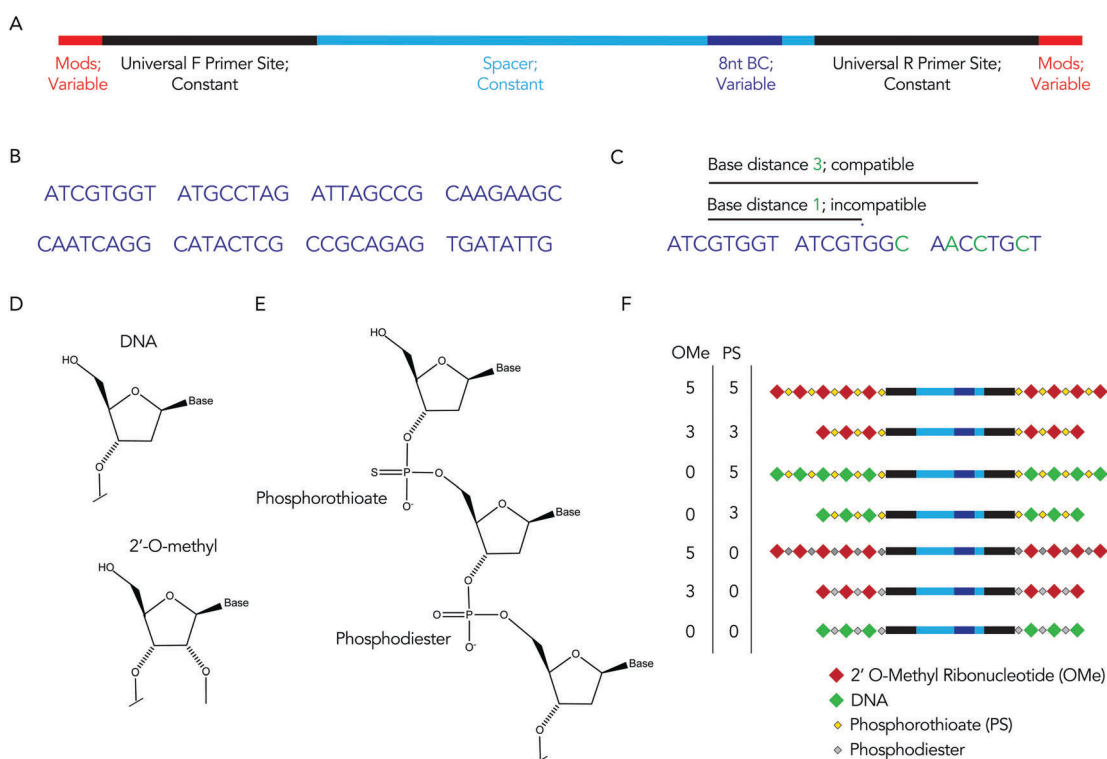 A
Mods;
Variable
Universal F Primer Site;
Constant
Spacer;
Constant
8nt BC;
Variable
Universal R Primer Site;
Constant
Mods;
Variable
B
ATCGTGGT ATGCCTAG ATTAGCCG CAAGAAGC
CAATCAGG CATACTCG CCGCAGAG TGATATTG
C
Base distance 3; compatible
Base distance 1; incompatible
ATCGTGGT ATCGTGGC AACCTGCT
D
DNA
HO
O
Base
O
2'-O-methyl
HO
O
Base
O
O
E
HO
O
Base
O
S P O
O-
Phosphorothioate
O
Base
O
O P O
O-
Phosphodiester
O
Base
O
F
OMe PS
5 5
3 3
0 5
0 3
5 0
3 0
0 0
2' O-Methyl Ribonucleotide (OMe)
DNA
Phosphorothioate (PS)
Phosphodiester